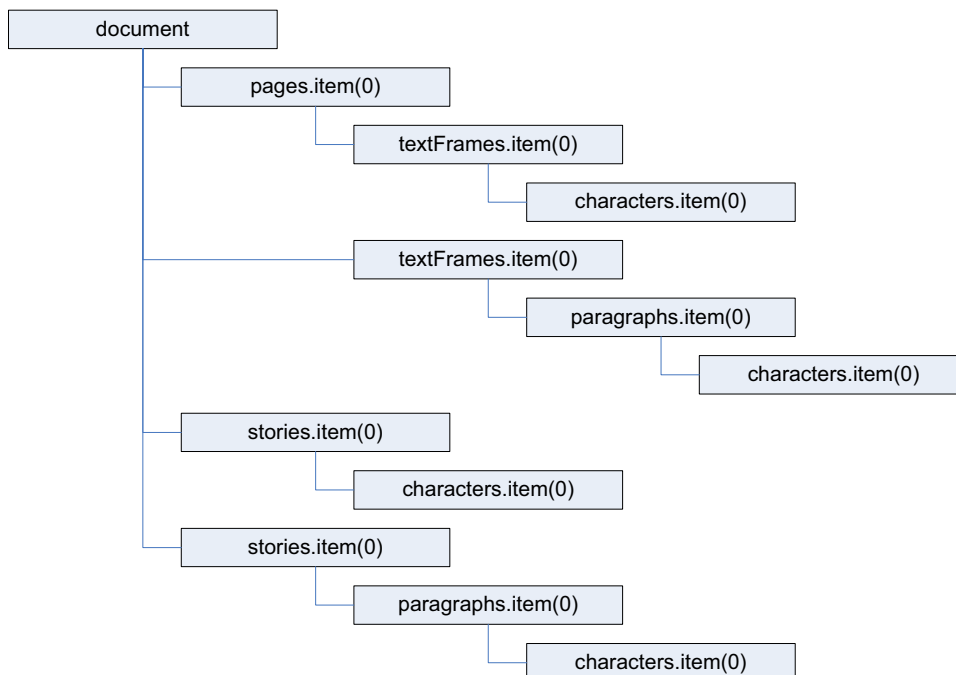 document
pages.item(0)
textFrames.item(0)
characters.item(0)
textFrames.item(0)
paragraphs.item(0)
characters.item(0)
stories.item(0)
characters.item(0)
stories.item(0)
paragraphs.item(0)
characters.item(0)